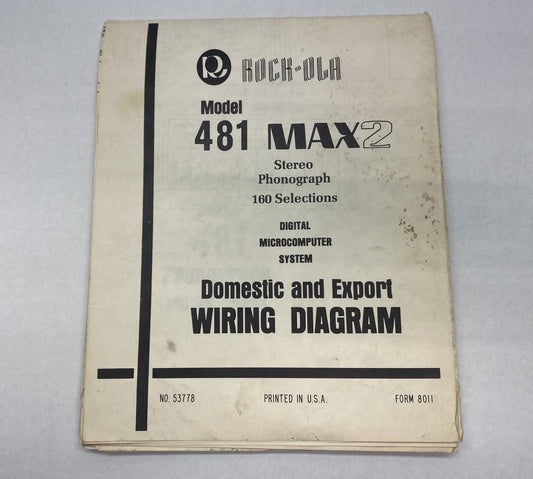 R ROCK-OLA
Model
481 MAX2
Stereo
Phonograph
160 Selections
DIGITAL
MICROCOMPUTER
SYSTEM
Domestic and Export
WIRING DIAGRAM
NO. 53778 PRINTED IN U.S.A. FORM 8011